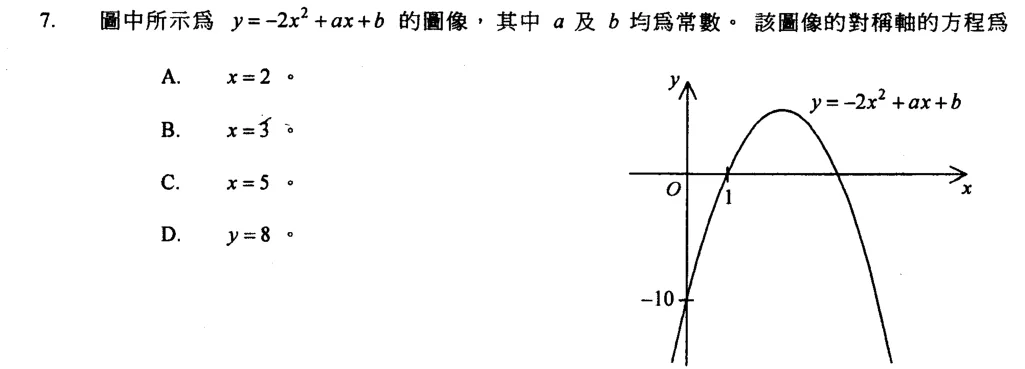 7. 圖中所示爲 y = −2x² + ax + b 的圖像，其中 a 及 b 均爲常數。 該圖像的對稱軸的方程爲
A. x = 2 。
B. x = 3 。
C. x = 5 。
D. y = 8 。
y
y = −2x² + ax + b
O
1
x
−10